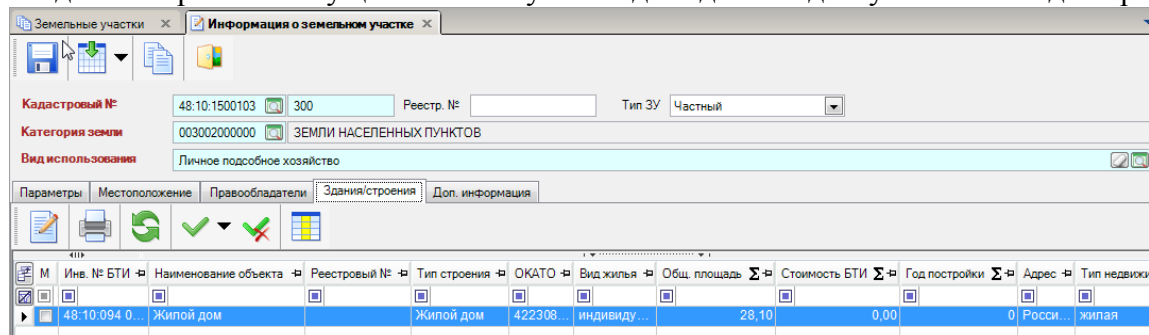 Земельные участки Информация о земельном участке
Кадастровый № 48:10:1500103 300 Реестр. № Тип ЗУ Частный
Категория земли 003002000000 ЗЕМЛИ НАСЕЛЕННЫХ ПУНКТОВ
Вид использования Личное подсобное хозяйство
Параметры Местоположение Правообладатели Здания/строения Доп. информация
М Инв. № БТИ Наименование объекта Реестровый № Тип строения ОКАТО Вид жилья Общ. площадь Σ Стоимость БТИ Σ Год постройки Σ Адрес Тип недвижи
48:10:094 0... Жилой дом Жилой дом 422308... индивиду... 28,10 0,00 0 Росси... жилая